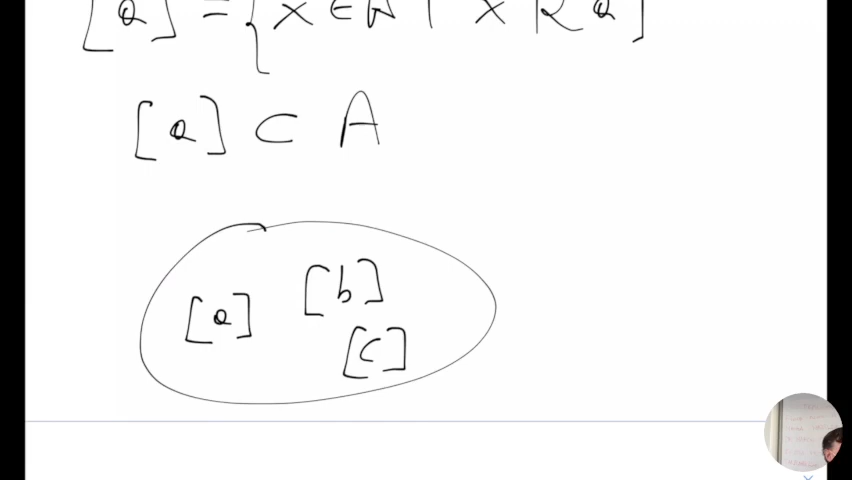 [a] = { x ∈ A | x R a }
[a] ⊂ A
[a] [b]
[c]